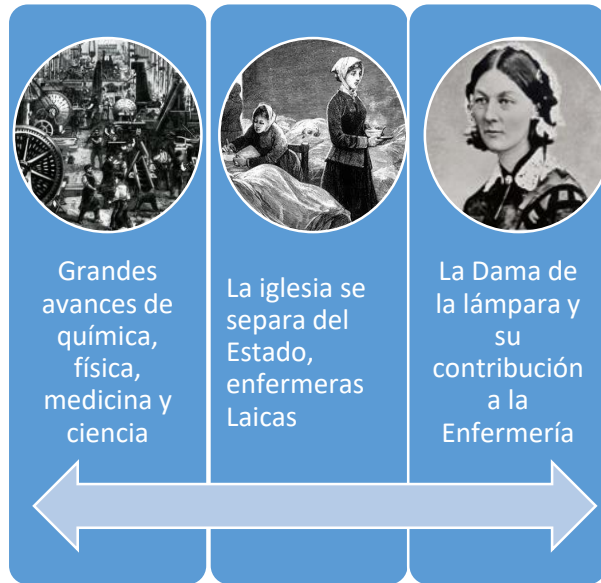 Grandes
avances de
química,
física,
medicina y
ciencia
La iglesia se
separa del
Estado,
enfermeras
Laicas
La Dama de
la lámpara y
su
contribución
a la
Enfermería